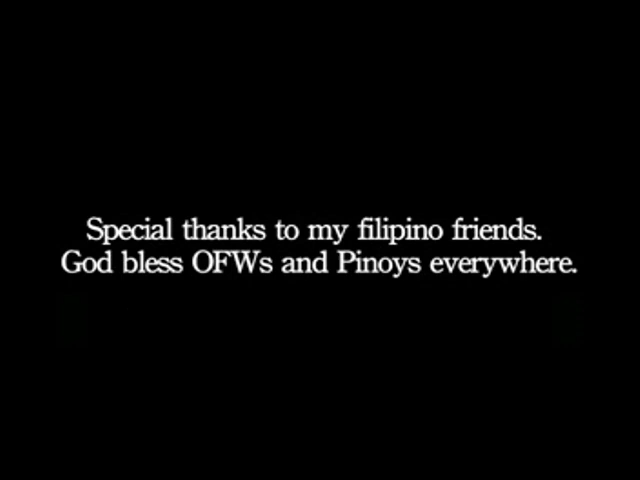 Special thanks to my filipino friends.
God bless OFWs and Pinoys everywhere.